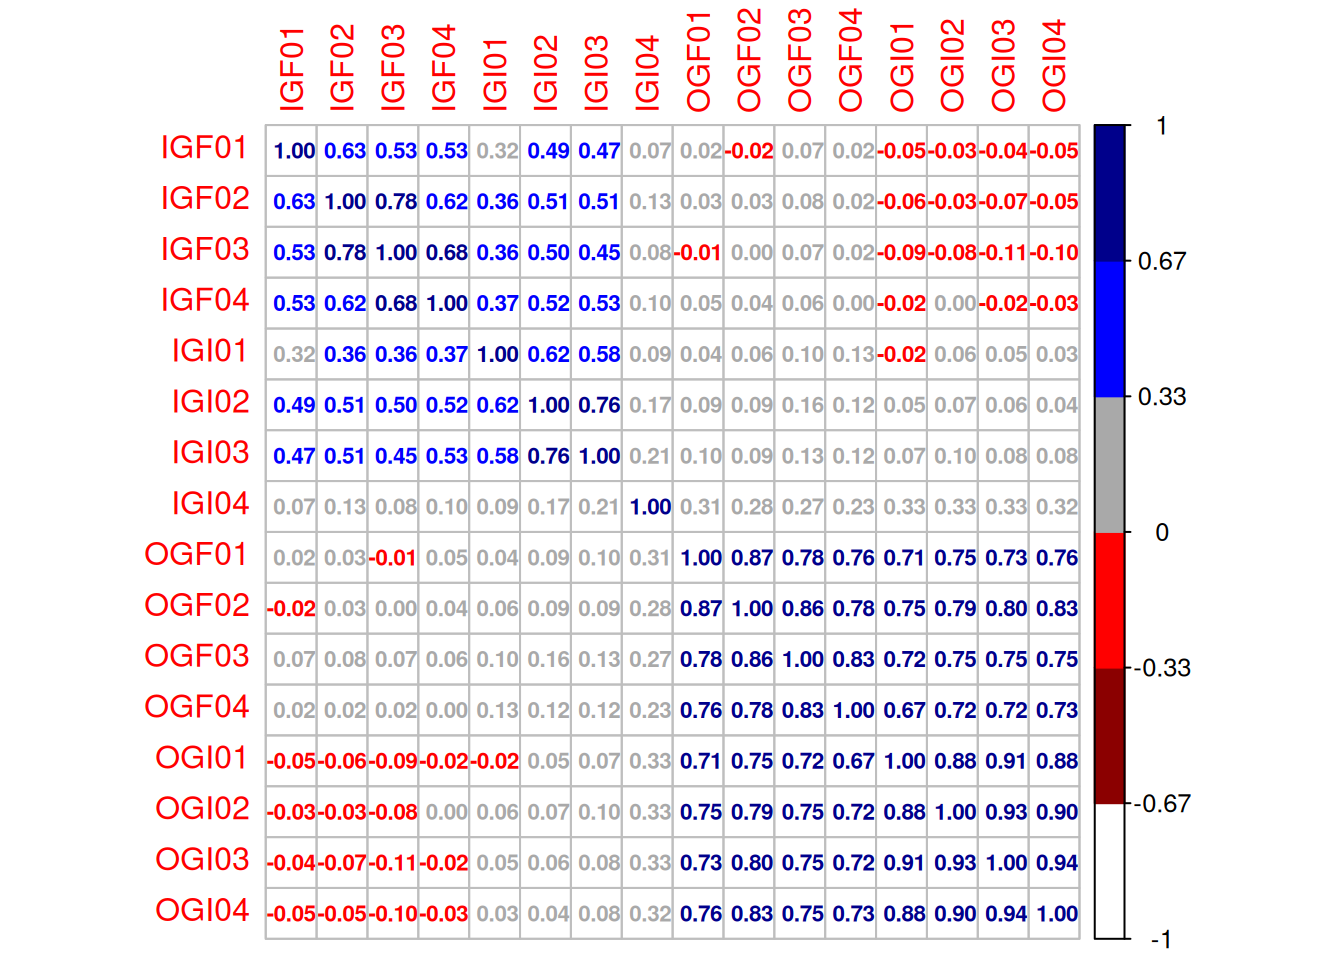 IGF01 IGF02 IGF03 IGF04 IGI01 IGI02 IGI03 IGI04 OGF01 OGF02 OGF03 OGF04 OGI01 OGI02 OGI03 OGI04
IGF01 1.00 0.63 0.53 0.53 0.32 0.49 0.47 0.07 0.02 -0.02 0.07 0.02 -0.05 -0.03 -0.04 -0.05
IGF02 0.63 1.00 0.78 0.62 0.36 0.51 0.51 0.13 0.03 0.03 0.08 0.02 -0.06 -0.03 -0.07 -0.05
IGF03 0.53 0.78 1.00 0.68 0.36 0.50 0.45 0.08 -0.01 0.00 0.07 0.02 -0.09 -0.08 -0.11 -0.10
IGF04 0.53 0.62 0.68 1.00 0.37 0.52 0.53 0.10 0.05 0.04 0.06 0.00 -0.02 0.00 -0.02 -0.03
IGI01 0.32 0.36 0.36 0.37 1.00 0.62 0.58 0.09 0.04 0.06 0.10 0.13 -0.02 0.06 0.05 0.03
IGI02 0.49 0.51 0.50 0.52 0.62 1.00 0.76 0.17 0.09 0.09 0.16 0.12 0.05 0.07 0.06 0.04
IGI03 0.47 0.51 0.45 0.53 0.58 0.76 1.00 0.21 0.10 0.09 0.13 0.12 0.07 0.10 0.08 0.08
IGI04 0.07 0.13 0.08 0.10 0.09 0.17 0.21 1.00 0.31 0.28 0.27 0.23 0.33 0.33 0.33 0.32
OGF01 0.02 0.03 -0.01 0.05 0.04 0.09 0.10 0.31 1.00 0.87 0.78 0.76 0.71 0.75 0.73 0.76
OGF02 -0.02 0.03 0.00 0.04 0.06 0.09 0.09 0.28 0.87 1.00 0.86 0.78 0.75 0.79 0.80 0.83
OGF03 0.07 0.08 0.07 0.06 0.10 0.16 0.13 0.27 0.78 0.86 1.00 0.83 0.72 0.75 0.75 0.75
OGF04 0.02 0.02 0.02 0.00 0.13 0.12 0.12 0.23 0.76 0.78 0.83 1.00 0.67 0.72 0.72 0.73
OGI01 -0.05 -0.06 -0.09 -0.02 -0.02 0.05 0.07 0.33 0.71 0.75 0.72 0.67 1.00 0.88 0.91 0.88
OGI02 -0.03 -0.03 -0.08 0.00 0.06 0.07 0.10 0.33 0.75 0.79 0.75 0.72 0.88 1.00 0.93 0.90
OGI03 -0.04 -0.07 -0.11 -0.02 0.05 0.06 0.08 0.33 0.73 0.80 0.75 0.72 0.91 0.93 1.00 0.94
OGI04 -0.05 -0.05 -0.10 -0.03 0.03 0.04 0.08 0.32 0.76 0.83 0.75 0.73 0.88 0.90 0.94 1.00
1
0.67
0.33
0
-0.33
-0.67
-1